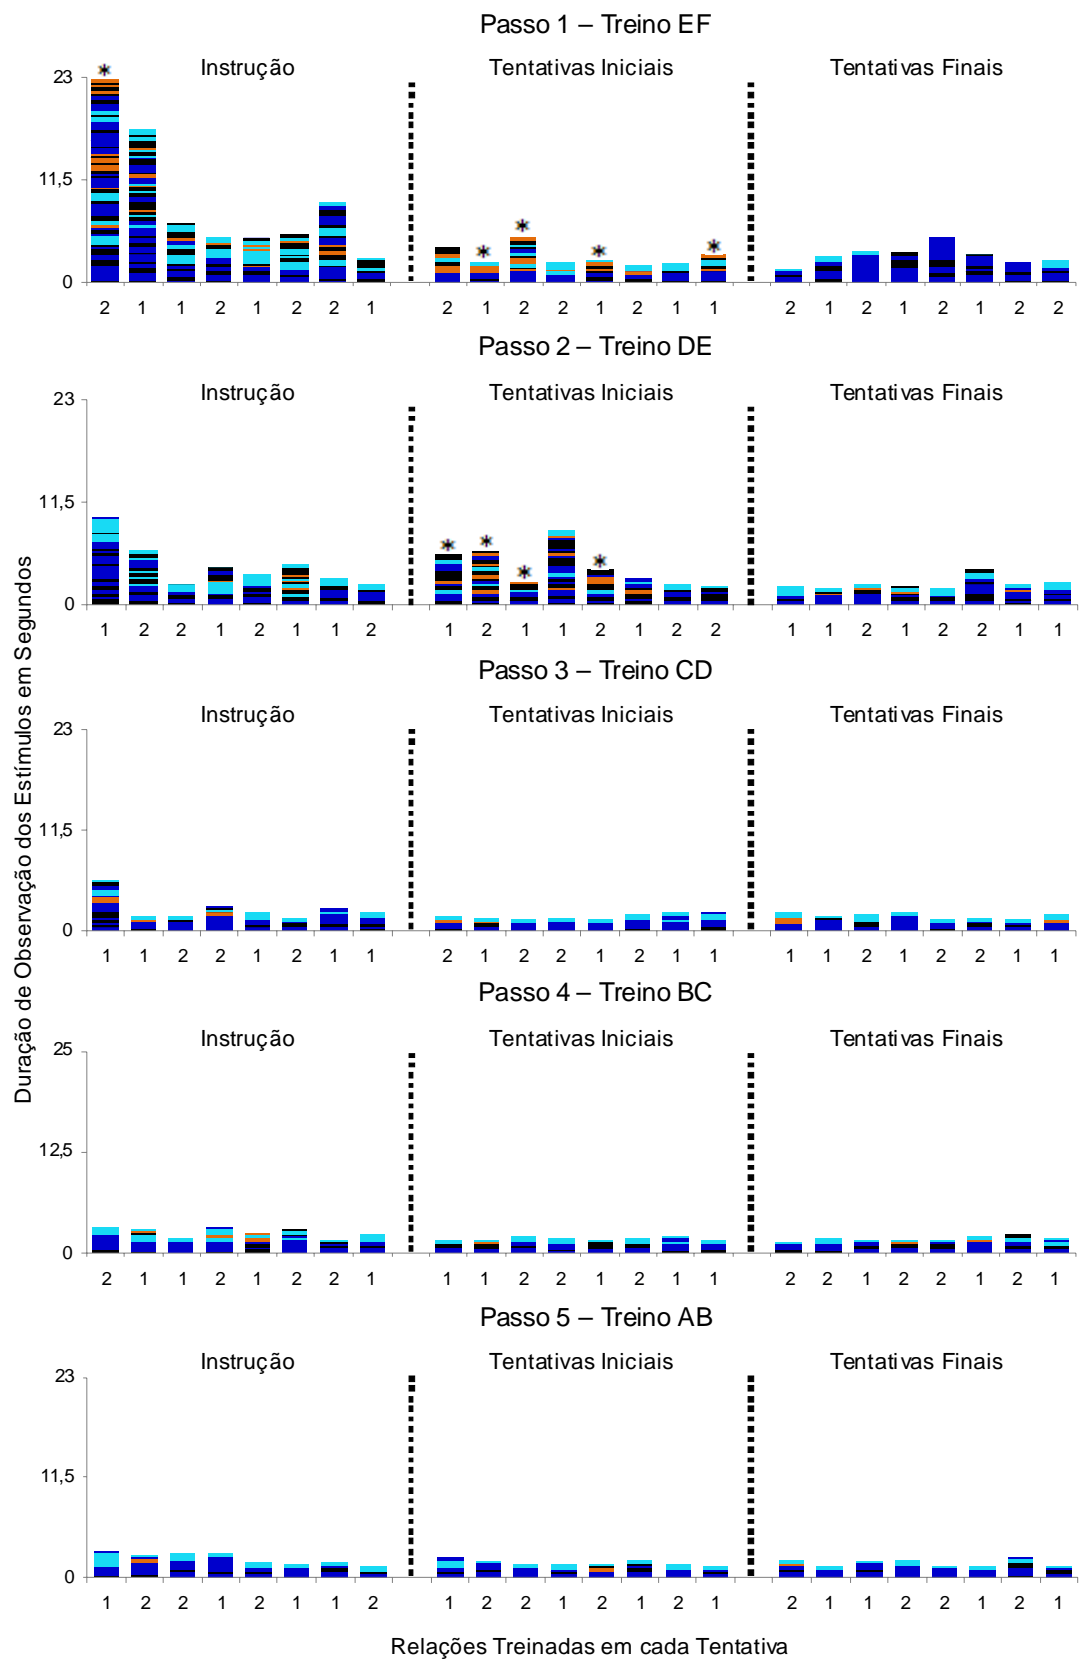 Passo 1 – Treino EF
Instrução Tentativas Iniciais Tentativas Finais
*
23
11,5
* * * *
0
2 1 1 2 1 2 2 1 2 1 2 2 1 2 1 1 2 1 2 1 2 1 2 2
Passo 2 – Treino DE
Instrução Tentativas Iniciais Tentativas Finais
23
11,5
* * * *
0
1 2 2 1 2 1 1 2 1 2 1 1 2 1 2 2 1 1 2 1 2 2 1 1
Passo 3 – Treino CD
Instrução Tentativas Iniciais Tentativas Finais
23
11,5
0
1 1 2 2 1 2 1 1 2 1 2 2 1 2 1 1 1 1 2 1 2 2 1 1
Passo 4 – Treino BC
Instrução Tentativas Iniciais Tentativas Finais
25
12,5
0
2 1 1 2 1 2 2 1 1 1 2 2 1 2 1 1 2 2 1 2 2 1 2 1
Passo 5 – Treino AB
Instrução Tentativas Iniciais Tentativas Finais
23
11,5
0
1 2 2 1 2 1 1 2 1 2 2 1 2 1 2 1 2 1 2 2 1 1 2 1
Duração de Observação dos Estímulos em Segundos
Relações Treinadas em cada Tentativa